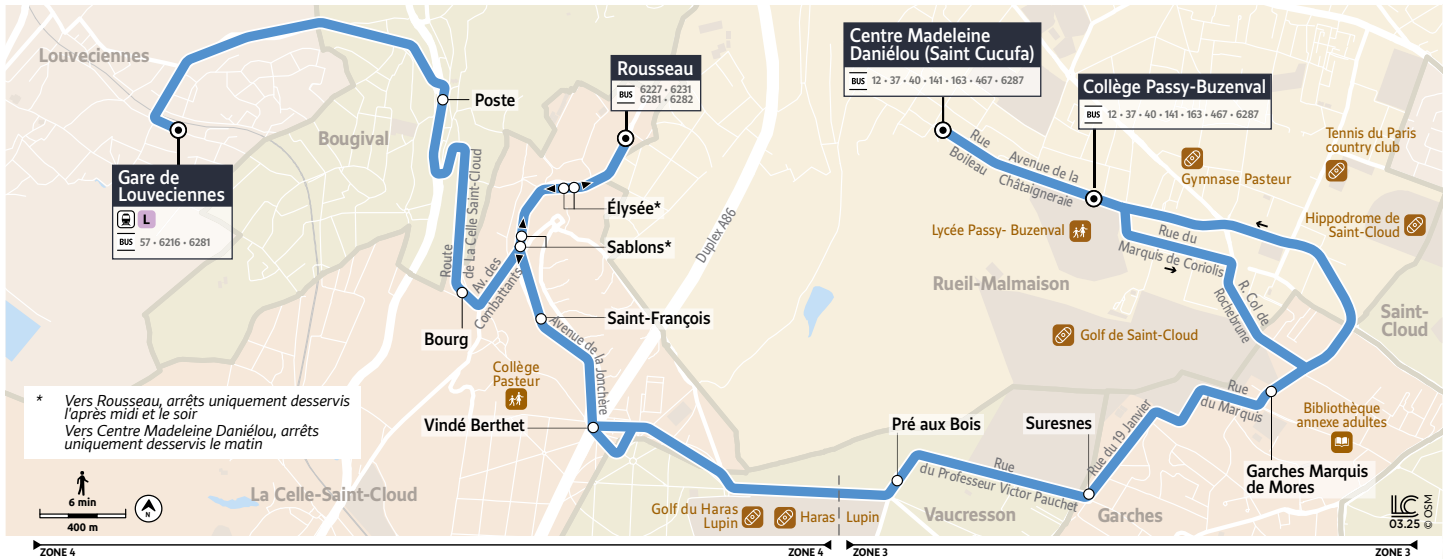 Louveciennes
Bougival
Poste
Rousseau
BUS
6227 • 6231
6281 • 6282
Gare de
Louveciennes
L
BUS
57 • 6216 • 6281
Route
de La Celle Saint-Cloud
Av. des
Combattants
Élysée*
Sablons*
Saint-François
Bourg
Avenue de la Jonchère
Duplex A86
Collège
Pasteur
Vindé Berthet
La Celle-Saint-Cloud
* Vers Rousseau, arrêts uniquement desservis
l'après midi et le soir
Vers Centre Madeleine Daniélou, arrêts
uniquement desservis le matin
6 min
400 m
N
Centre Madeleine
Daniélou (Saint Cucufa)
BUS
12 • 37 • 40 • 141 • 163 • 467 • 6287
Collège Passy-Buzenval
BUS
12 • 37 • 40 • 141 • 163 • 467 • 6287
Rue
Boileau
Avenue de la
Châtaigneraie
Tennis du Paris
country club
Gymnase Pasteur
Hippodrome de
Saint-Cloud
Lycée Passy- Buzenval
Rue du
Marquis de Coriolis
R. Col de
Rochebrune
Rueil-Malmaison
Saint-
Cloud
Golf de Saint-Cloud
Rue
du Marquis
Bibliothèque
annexe adultes
Garches Marquis
de Mores
Pré aux Bois
Suresnes
Rue du 19 Janvier
Rue
du Professeur Victor Pauchet
Golf du Haras
Lupin
Haras Lupin
Vaucresson
Garches
LC
03.25
© OSM
ZONE 4
ZONE 4
ZONE 3
ZONE 3